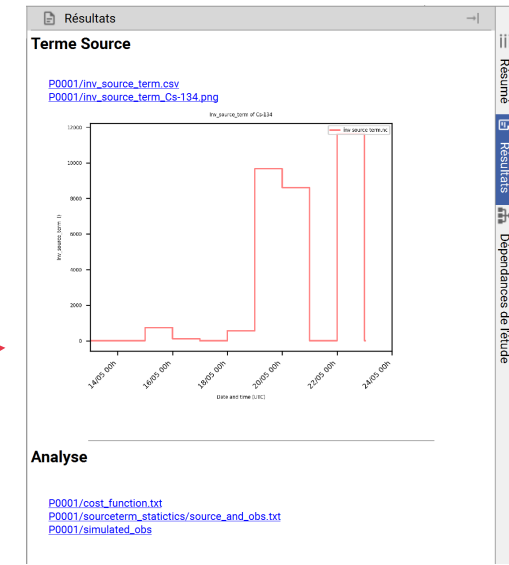 Résultats
Terme Source
P0001/inv_source_term.csv
P0001/inv_source_term_Cs-134.png
Inv_source_term of Cs-134
inv source term.nc
12000
10000
8000
6000
4000
2000
0
14/05 00h
16/05 00h
18/05 00h
20/05 00h
22/05 00h
24/05 00h
Date and time (UTC)
Analyse
P0001/cost_function.txt
P0001/sourceterm_statictics/source_and_obs.txt
P0001/simulated_obs
Résumé
Résultats
Dépendances de l'étude